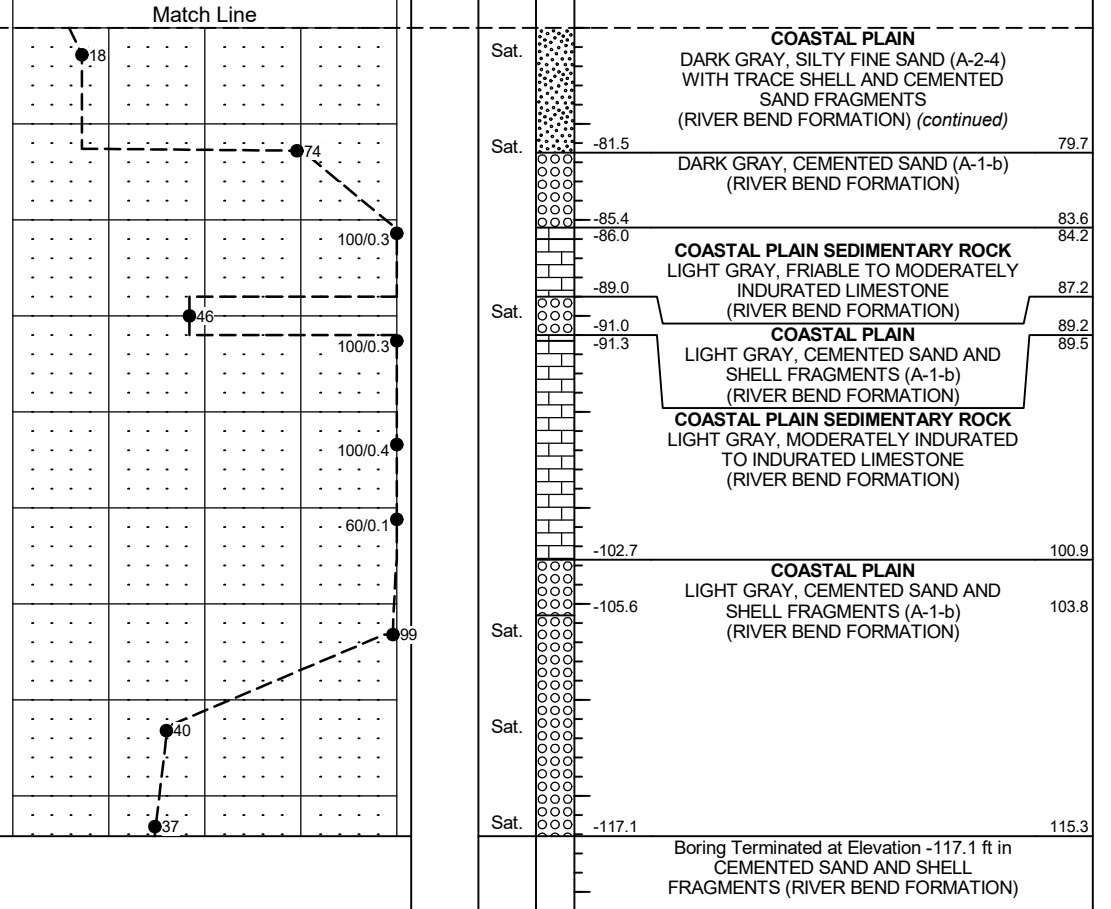 Match Line
18
Sat.
COASTAL PLAIN
DARK GRAY, SILTY FINE SAND (A-2-4)
WITH TRACE SHELL AND CEMENTED
SAND FRAGMENTS
(RIVER BEND FORMATION) (continued)
74
Sat.
-81.5
79.7
DARK GRAY, CEMENTED SAND (A-1-b)
(RIVER BEND FORMATION)
-85.4
83.6
100/0.3
-86.0
84.2
COASTAL PLAIN SEDIMENTARY ROCK
LIGHT GRAY, FRIABLE TO MODERATELY
INDURATED LIMESTONE
(RIVER BEND FORMATION)
-89.0
87.2
46
Sat.
-91.0
89.2
100/0.3
-91.3
89.5
COASTAL PLAIN
LIGHT GRAY, CEMENTED SAND AND
SHELL FRAGMENTS (A-1-b)
(RIVER BEND FORMATION)
COASTAL PLAIN SEDIMENTARY ROCK
LIGHT GRAY, MODERATELY INDURATED
TO INDURATED LIMESTONE
(RIVER BEND FORMATION)
100/0.4
60/0.1
-102.7
100.9
COASTAL PLAIN
LIGHT GRAY, CEMENTED SAND AND
SHELL FRAGMENTS (A-1-b)
(RIVER BEND FORMATION)
-105.6
103.8
99
Sat.
40
Sat.
37
Sat.
-117.1
115.3
Boring Terminated at Elevation -117.1 ft in
CEMENTED SAND AND SHELL
FRAGMENTS (RIVER BEND FORMATION)